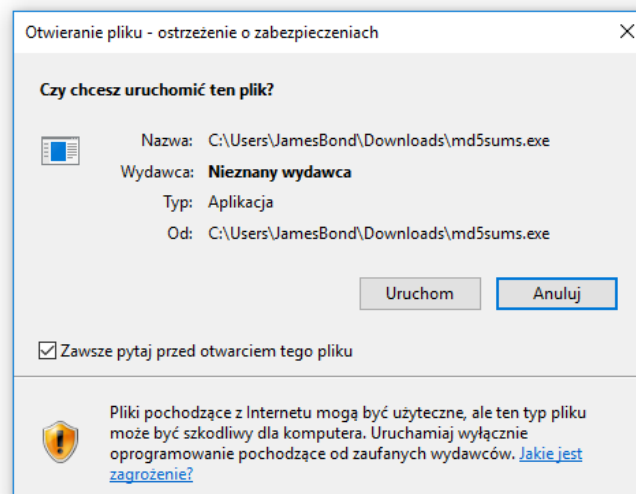 Otwieranie pliku - ostrzeżenie o zabezpieczeniach
Czy chcesz uruchomić ten plik?
Nazwa: C:\Users\JamesBond\Downloads\md5sums.exe
Wydawca: Nieznany wydawca
Typ: Aplikacja
Od: C:\Users\JamesBond\Downloads\md5sums.exe
Uruchom Anuluj
Zawsze pytaj przed otwarciem tego pliku
Pliki pochodzące z Internetu mogą być użyteczne, ale ten typ pliku
może być szkodliwy dla komputera. Uruchamiaj wyłącznie
oprogramowanie pochodzące od zaufanych wydawców. Jakie jest
zagrożenie?